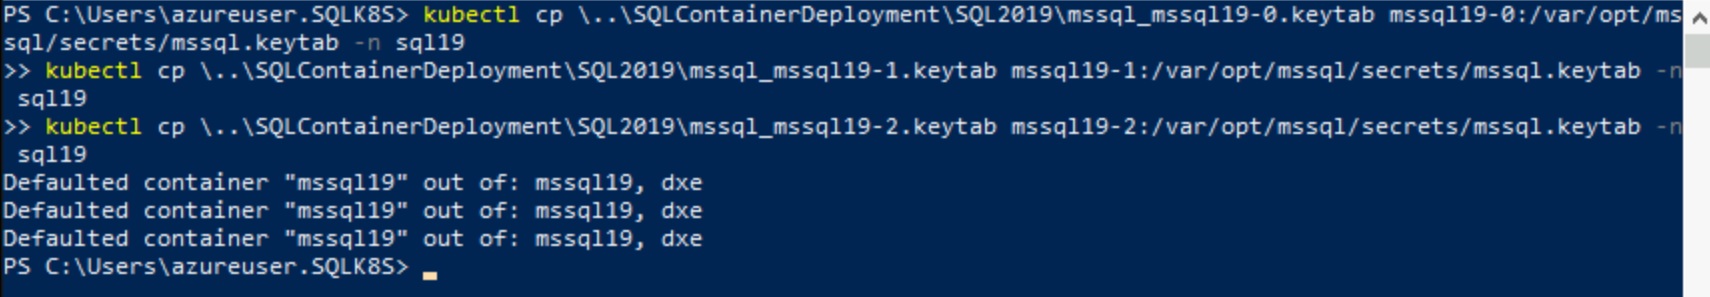 PS C:\Users\azureuser.SQLK8S> kubectl cp \..\SQLContainerDeployment\SQL2019\mssql_mssql19-0.keytab mssql19-0:/var/opt/ms
sql/secrets/mssql.keytab -n sql19
>> kubectl cp \..\SQLContainerDeployment\SQL2019\mssql_mssql19-1.keytab mssql19-1:/var/opt/mssql/secrets/mssql.keytab -n
 sql19
>> kubectl cp \..\SQLContainerDeployment\SQL2019\mssql_mssql19-2.keytab mssql19-2:/var/opt/mssql/secrets/mssql.keytab -n
 sql19
Defaulted container "mssql19" out of: mssql19, dxe
Defaulted container "mssql19" out of: mssql19, dxe
Defaulted container "mssql19" out of: mssql19, dxe
PS C:\Users\azureuser.SQLK8S>